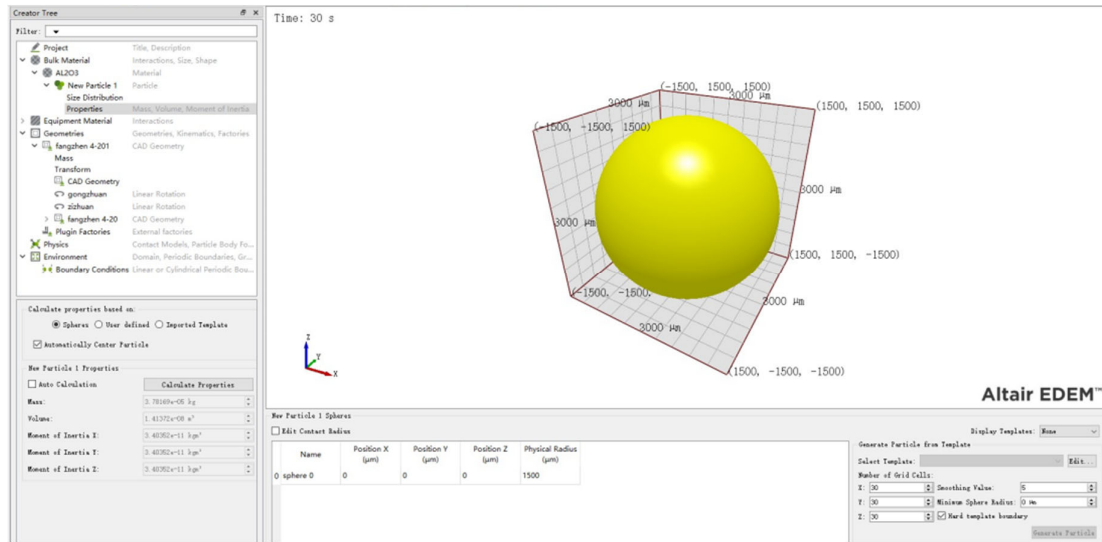 Creator Tree
Filter:
Project Title, Description
Bulk Material Interactions, Size, Shape
AL2O3 Material
New Particle 1 Particle
Size Distribution
Properties Mass, Volume, Moment of Inertia
Equipment Material Interactions
Geometries Geometries, Kinematics, Factories
fangzhen 4-201 CAD Geometry
Mass
Transform
CAD Geometry
gongzhuan Linear Rotation
zizhuan Linear Rotation
fangzhen 4-20 CAD Geometry
Plugin Factories External factories
Physics Contact Models, Particle Body Fo...
Environment Domain, Periodic Boundaries, Gr...
Boundary Conditions Linear or Cylindrical Periodic Bou...
Calculate properties based on:
Spheres User defined Imported Template
Automatically Center Particle
New Particle 1 Properties
Auto Calculation Calculate Properties
Mass: 3.78169e-05 kg
Volume: 1.41372e-08 m³
Moment of Inertia X: 3.40352e-11 kgm²
Moment of Inertia Y: 3.40352e-11 kgm²
Moment of Inertia Z: 3.40352e-11 kgm²
Time: 30 s
(-1500, 1500, 1500)
3000 μm
3000 μm
(1500, 1500, 1500)
(-1500, -1500, 1500)
3000 μm
3000 μm
(1500, 1500, -1500)
(-1500, -1500,
3000 μm
3000 μm
(1500, -1500, -1500)
Z
Y
X
Altair EDEM™
New Particle 1 Spheres
Edit Contact Radius
Name Position X (μm) Position Y (μm) Position Z (μm) Physical Radius (μm)
0 sphere 0 0 0 0 1500
Display Templates: None
Generate Particle from Template
Select Template: Edit...
Number of Grid Cells:
X: 30 Smoothing Value: 5
Y: 30 Minimum Sphere Radius: 0 μm
Z: 30 Hard template boundary
Generate Particle